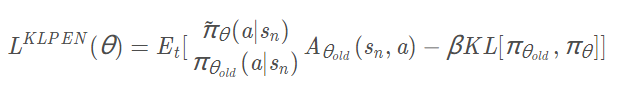 L^{KLPEN}(θ) = E_t[ \frac{\tilde{π}_θ(a|s_n)}{π_{θ_{old}}(a|s_n)} A_{θ_{old}}(s_n, a) − βKL[π_{θ_{old}}, π_θ]]